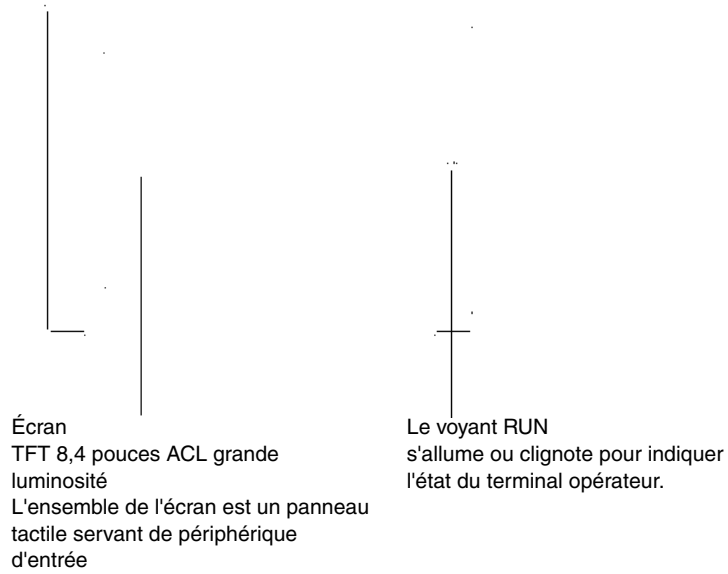 Écran
TFT 8,4 pouces ACL grande
luminosité
L'ensemble de l'écran est un panneau
tactile servant de périphérique
d'entrée
Le voyant RUN
s'allume ou clignote pour indiquer
l'état du terminal opérateur.